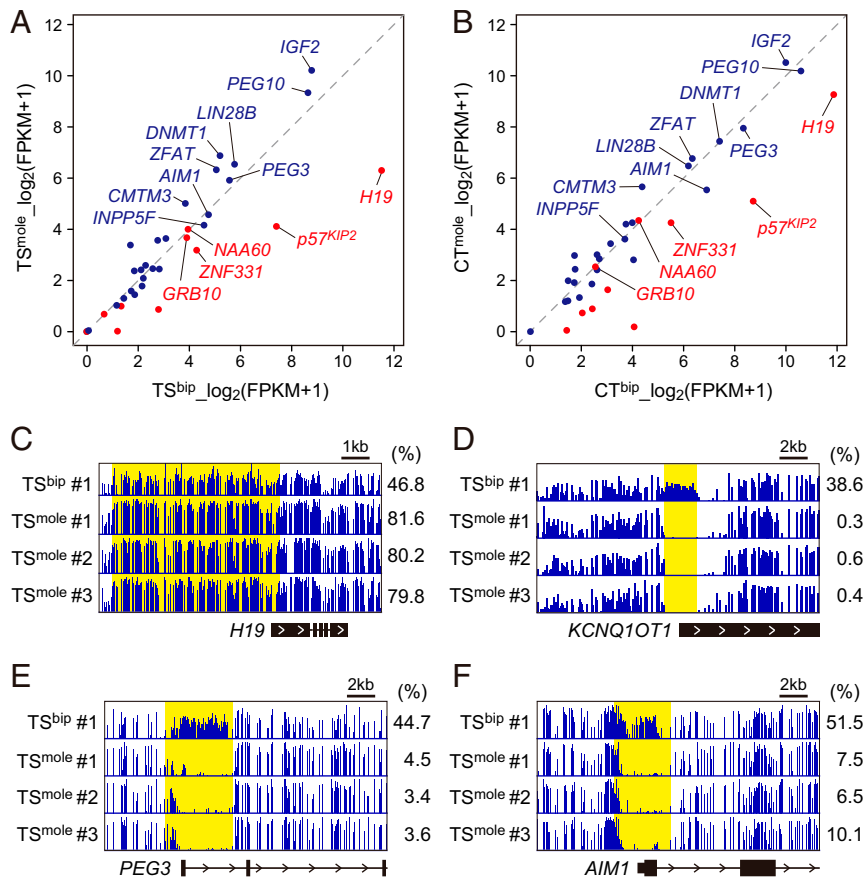 A
B
12
10
8
6
4
2
0
0 2 4 6 8 10 12
TS^mole_log₂(FPKM+1)
TS^bip_log₂(FPKM+1)
IGF2
PEG10
LIN28B
DNMT1
ZFAT
AIM1
PEG3
CMTM3
INPP5F
H19
p57^KIP2
NAA60
ZNF331
GRB10
12
10
8
6
4
2
0
0 2 4 6 8 10 12
CT^mole_log₂(FPKM+1)
CT^bip_log₂(FPKM+1)
IGF2
PEG10
DNMT1
H19
ZFAT
LIN28B
PEG3
AIM1
CMTM3
INPP5F
p57^KIP2
ZNF331
NAA60
GRB10
C
1kb (%)
TS^bip #1 46.8
TS^mole #1 81.6
TS^mole #2 80.2
TS^mole #3 79.8
H19
D
2kb (%)
TS^bip #1 38.6
TS^mole #1 0.3
TS^mole #2 0.6
TS^mole #3 0.4
KCNQ1OT1
E
2kb (%)
TS^bip #1 44.7
TS^mole #1 4.5
TS^mole #2 3.4
TS^mole #3 3.6
PEG3
F
2kb (%)
TS^bip #1 51.5
TS^mole #1 7.5
TS^mole #2 6.5
TS^mole #3 10.1
AIM1